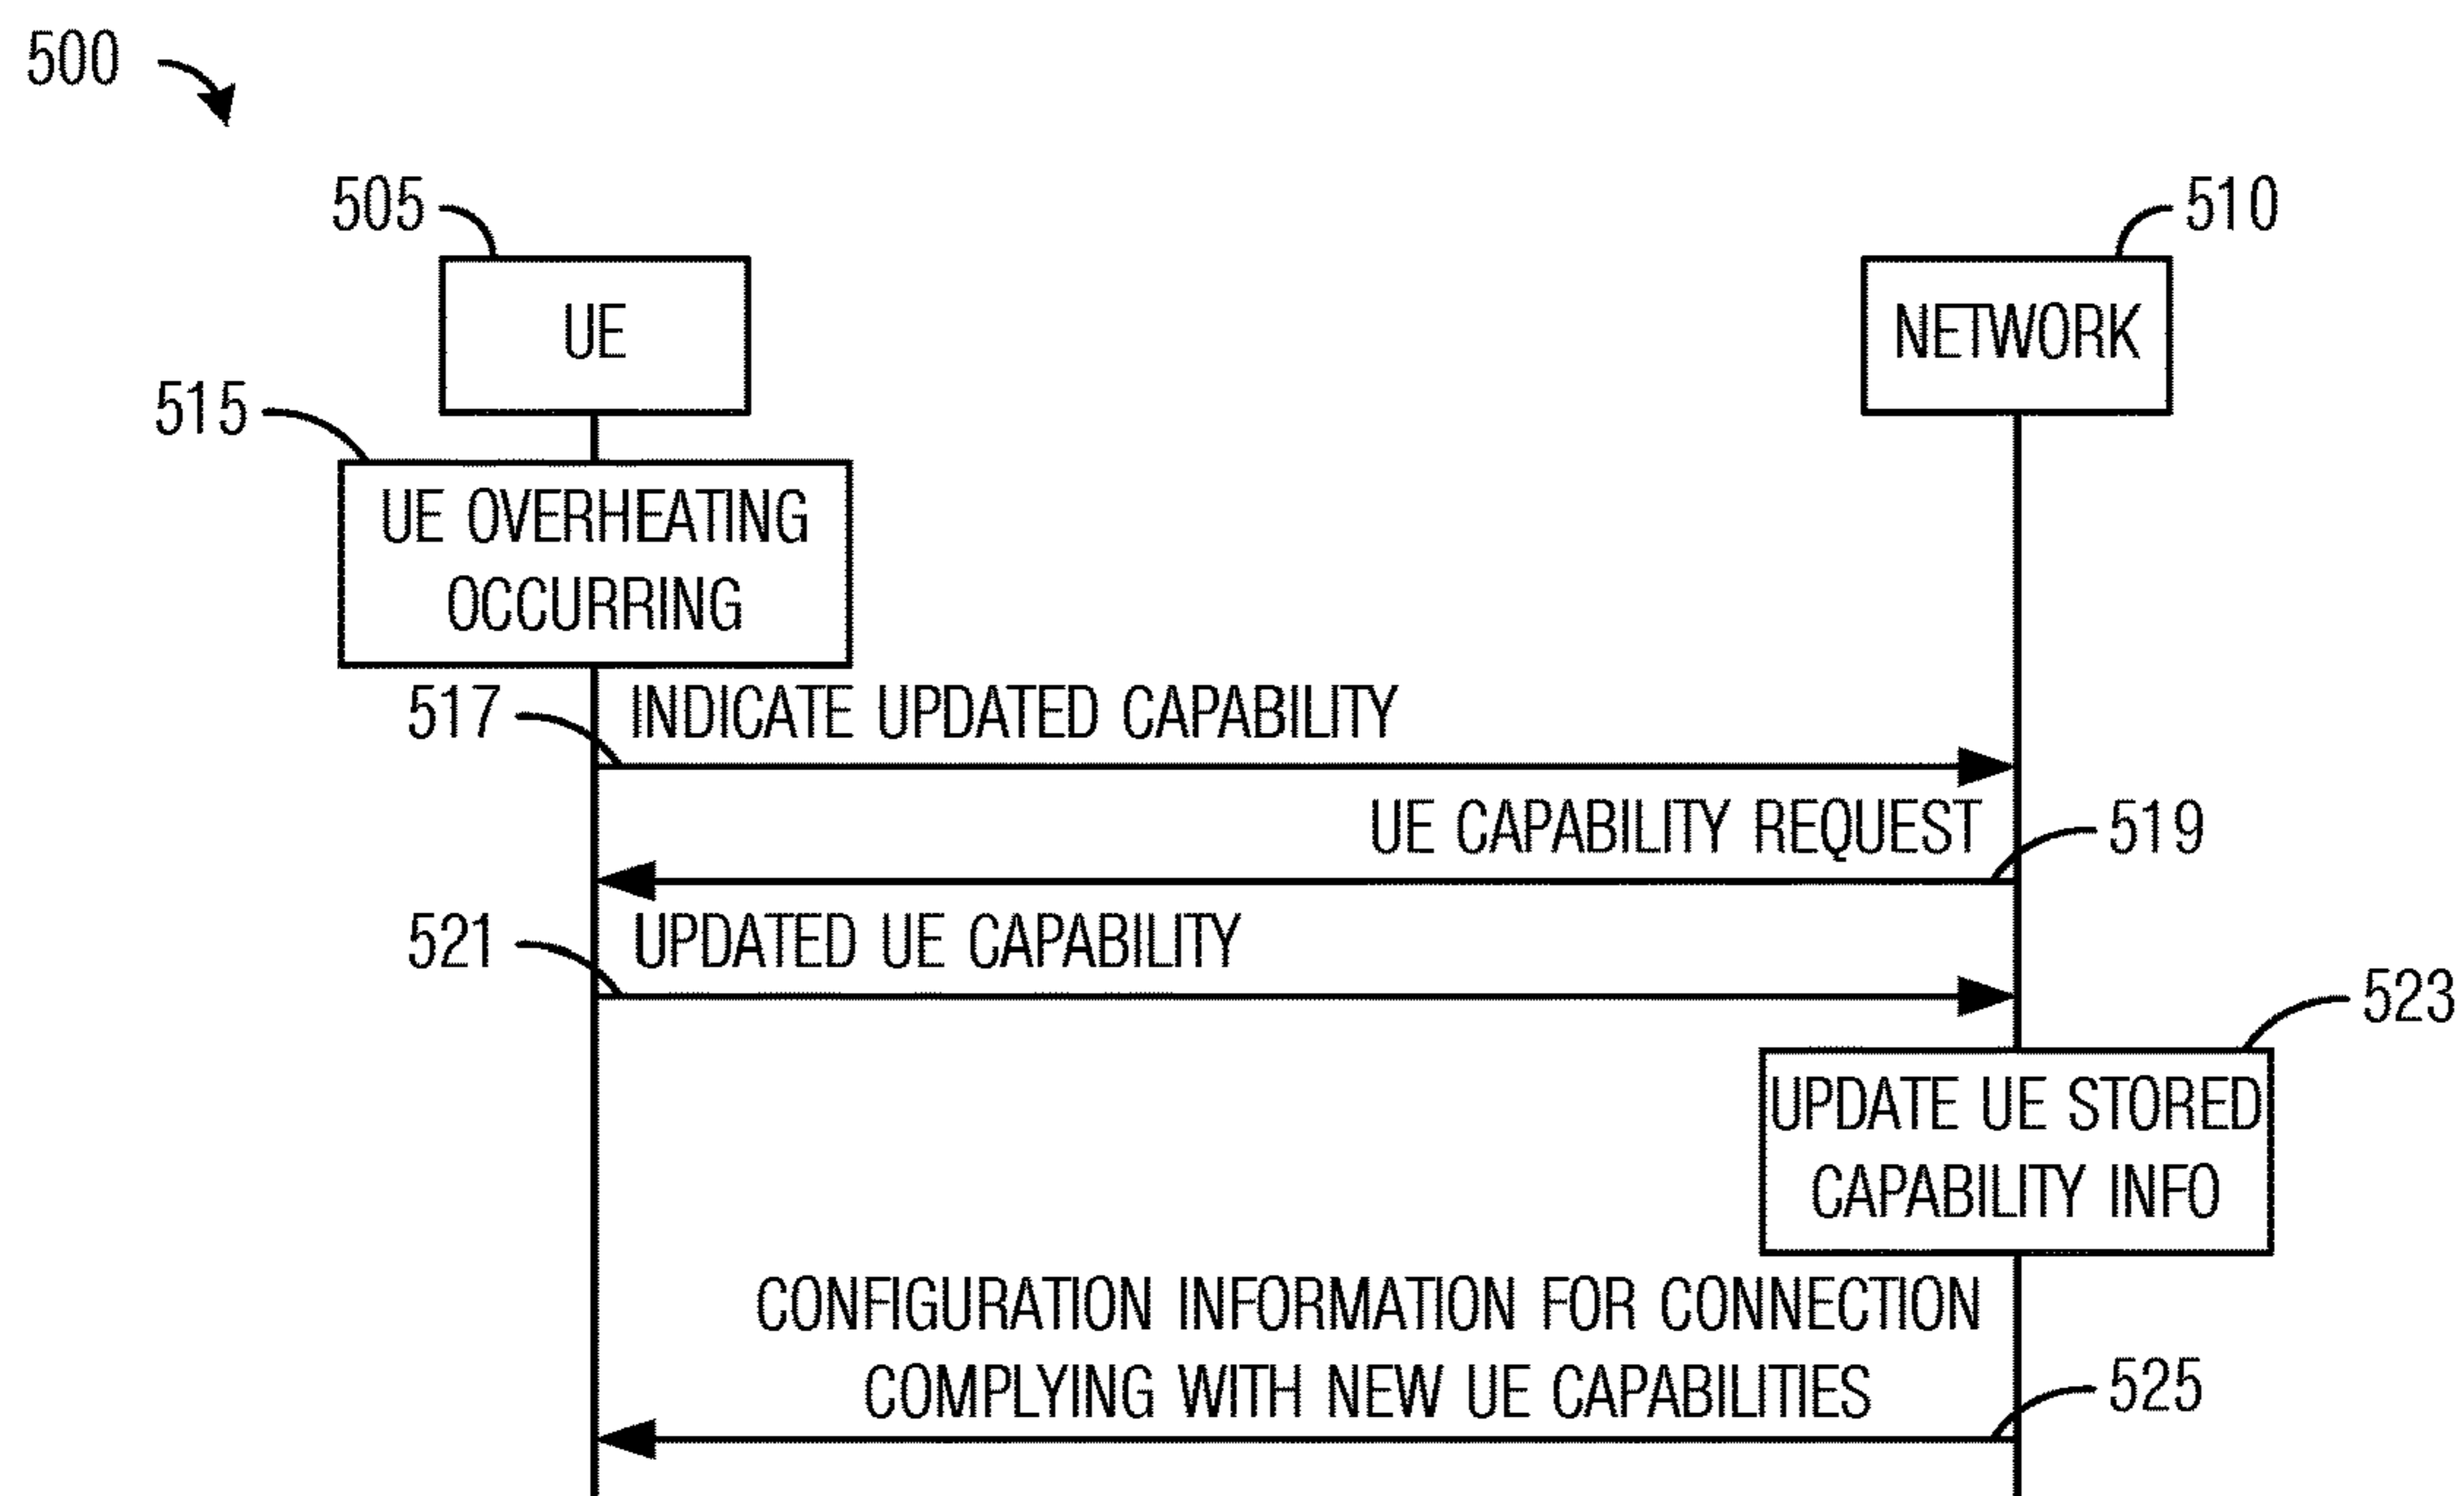 500
505
510
UE
NETWORK
515
UE OVERHEATING
OCCURRING
517
INDICATE UPDATED CAPABILITY
UE CAPABILITY REQUEST
519
521
UPDATED UE CAPABILITY
523
UPDATE UE STORED
CAPABILITY INFO
CONFIGURATION INFORMATION FOR CONNECTION
COMPLYING WITH NEW UE CAPABILITIES
525